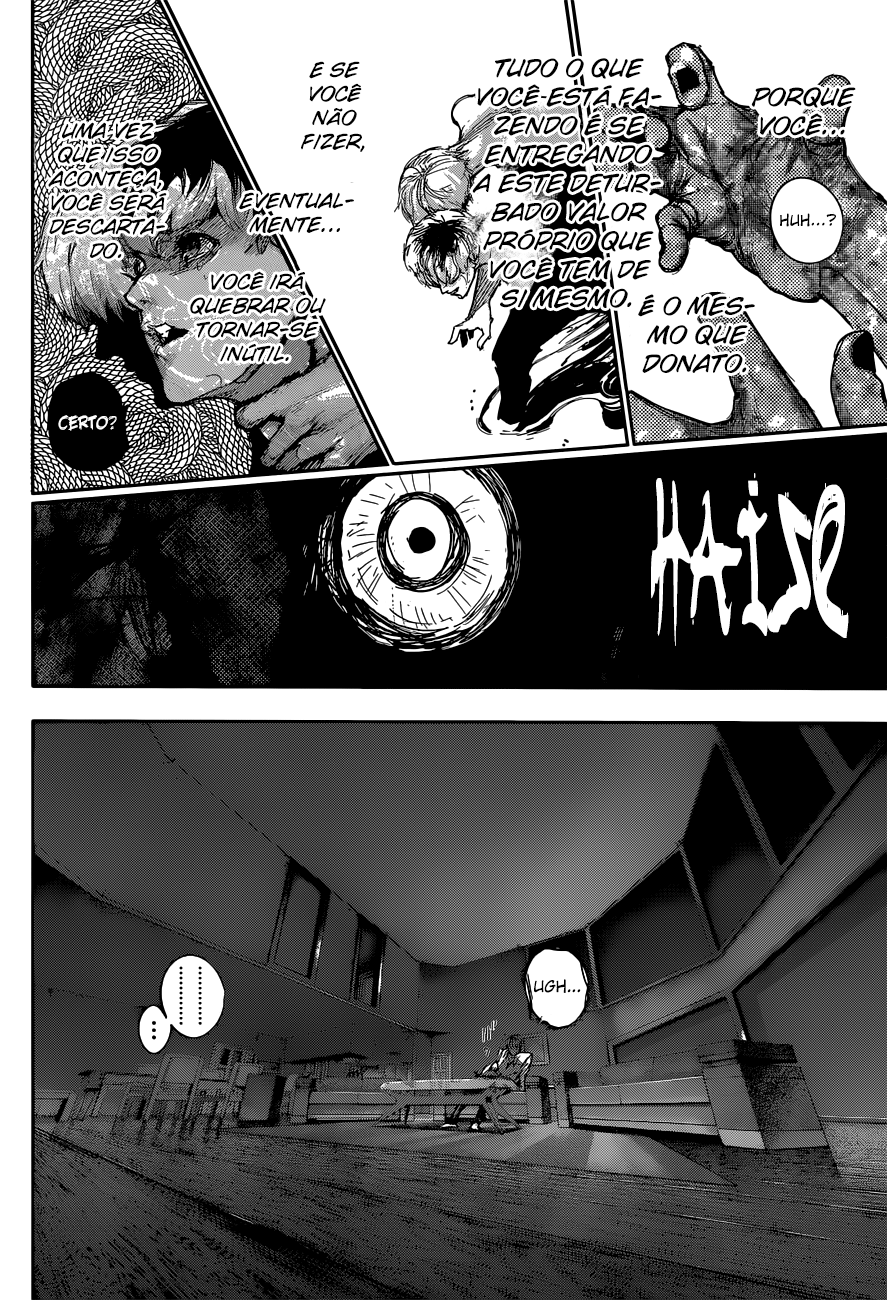 PORQUE
VOCÊ...
HUH...?
É O MES-
MO QUE
DONATO.
TUDO O QUE
VOCÊ ESTÁ FA-
ZENDO É SE
ENTREGANDO
A ESTE DETUR-
BADO VALOR
PRÓPRIO QUE
VOCÊ TEM DE
SI MESMO.
E SE
VOCÊ
NÃO
FIZER,
EVENTUAL-
MENTE...
VOCÊ IRÁ
QUEBRAR OU
TORNAR-SE
INÚTIL.
UMA VEZ
QUE ISSO
ACONTEÇA,
VOCÊ SERÁ
DESCARTA-
DO.
CERTO?
HAiSe
UGH...
.........
...